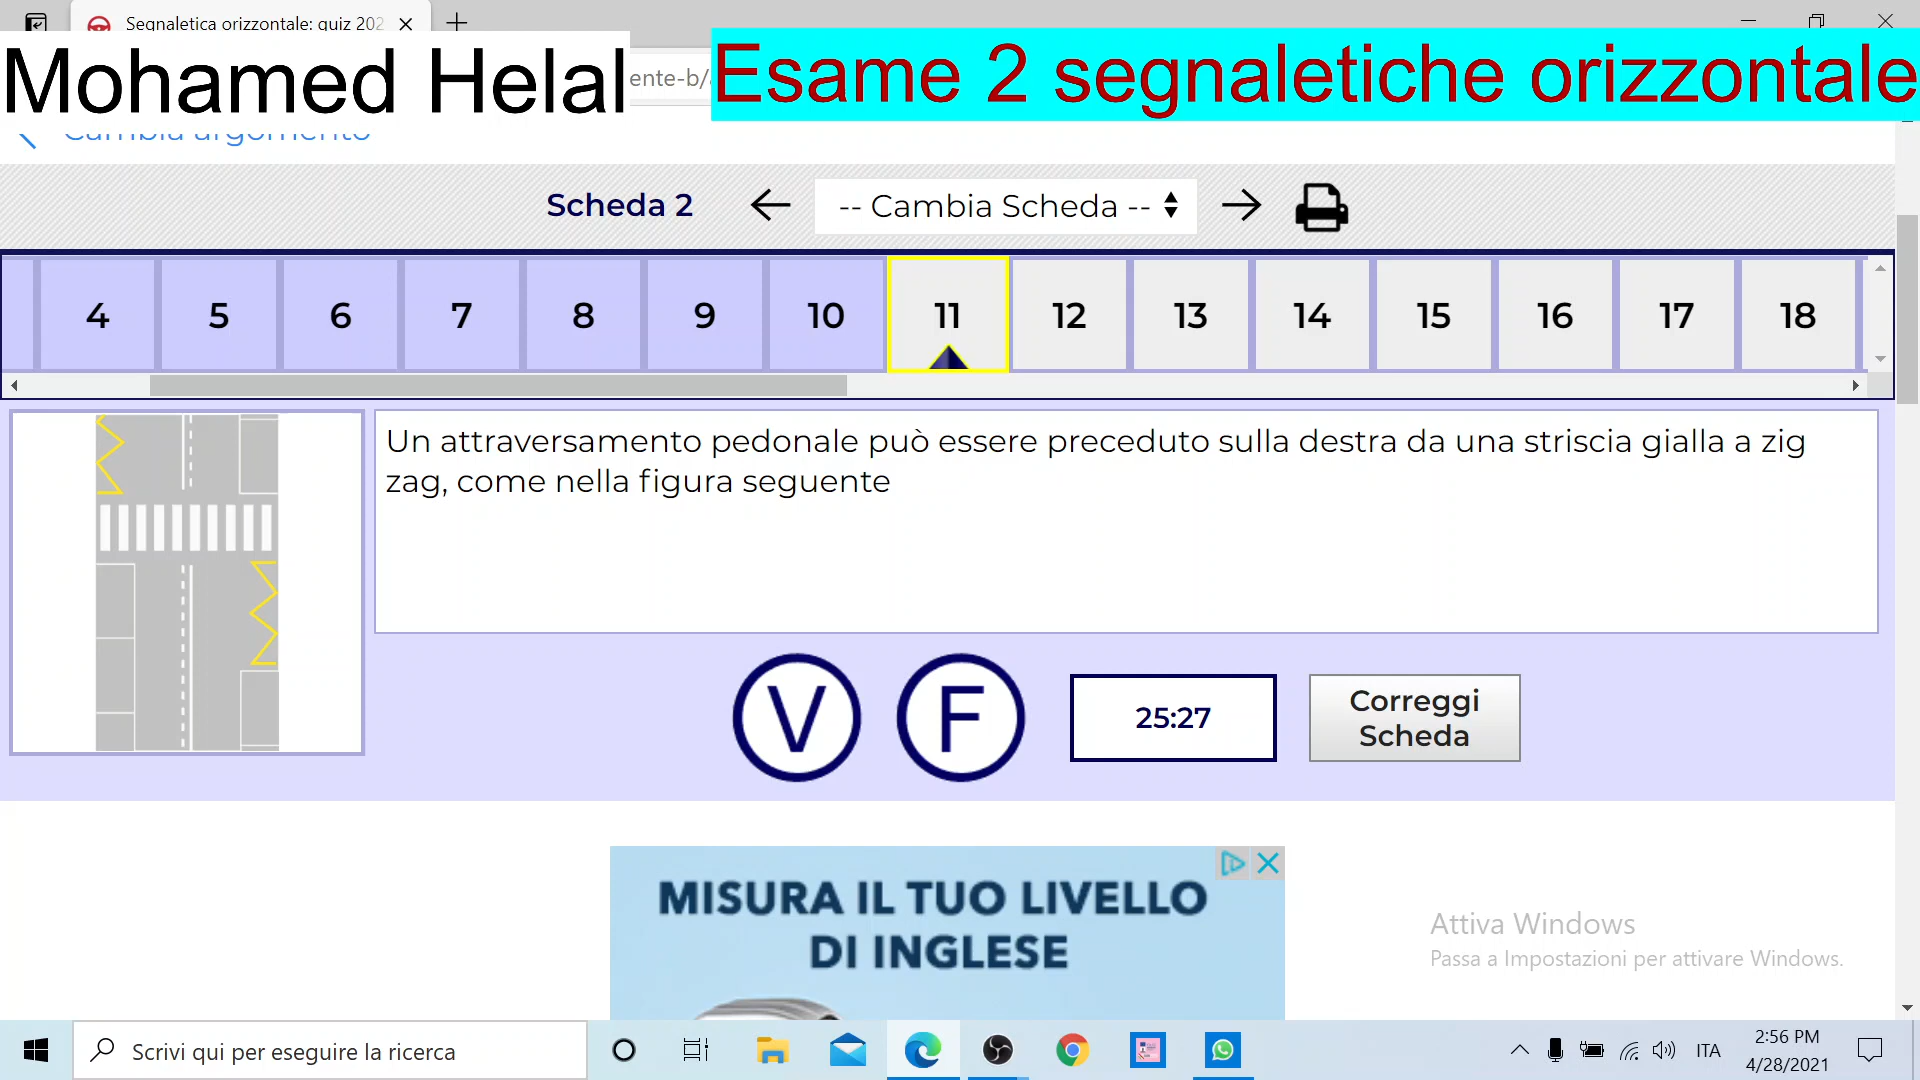 Segnaletica orizzontale: quiz 202
Mohamed Helal
ente-b/
Esame 2 segnaletiche orizzontale
Cambia argomento
Scheda 2
-- Cambia Scheda --
4 5 6 7 8 9 10 11 12 13 14 15 16 17 18
Un attraversamento pedonale può essere preceduto sulla destra da una striscia gialla a zig
zag, come nella figura seguente
V F
25:27
Correggi
Scheda
MISURA IL TUO LIVELLO
DI INGLESE
Attiva Windows
Passa a Impostazioni per attivare Windows.
Scrivi qui per eseguire la ricerca
ITA
2:56 PM
4/28/2021